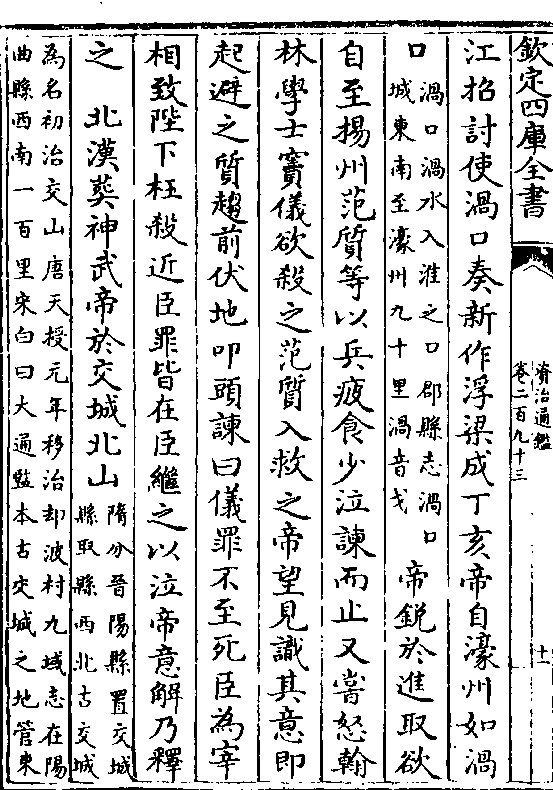 欽定四庫全書
資治通鑑
卷二百九十三
十一
江招討使渦口奏新作浮梁成丁亥帝自濠州如渦
口
渦口渦水入淮之口郡縣志渦口
城東南至濠州九十里渦音戈
帝鋭於進取欲
自至揚州范質等以兵疲食少泣諫而止又嘗怒翰
林學士竇儀欲殺之范質入救之帝望見識其意即
起避之質趨前伏地叩頭諫曰儀罪不至死臣為宰
相致陛下枉殺近臣罪皆在臣繼之以泣帝意解乃釋
之　北漢葬神武帝於交城北山
隋分晉陽縣置交城
縣取縣西北古交城
為名初治交山唐天授元年移治却波村九域志在陽
曲縣西南一百里宋白曰大通監本古交城之地管東